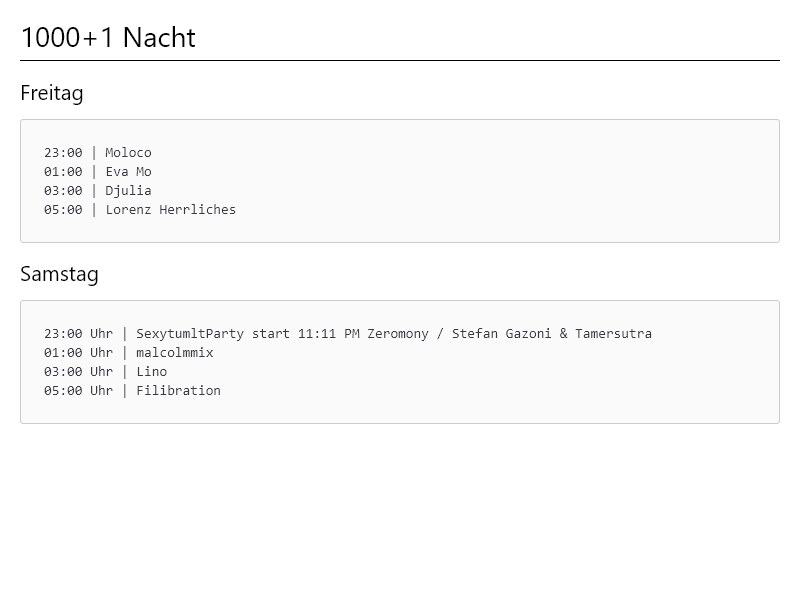 1000+1 Nacht
Freitag
23:00 | Moloco
01:00 | Eva Mo
03:00 | Djulia
05:00 | Lorenz Herrliches
Samstag
23:00 Uhr | SexytumltParty start 11:11 PM Zeromony / Stefan Gazoni & Tamersutra
01:00 Uhr | malcolmmix
03:00 Uhr | Lino
05:00 Uhr | Filibration